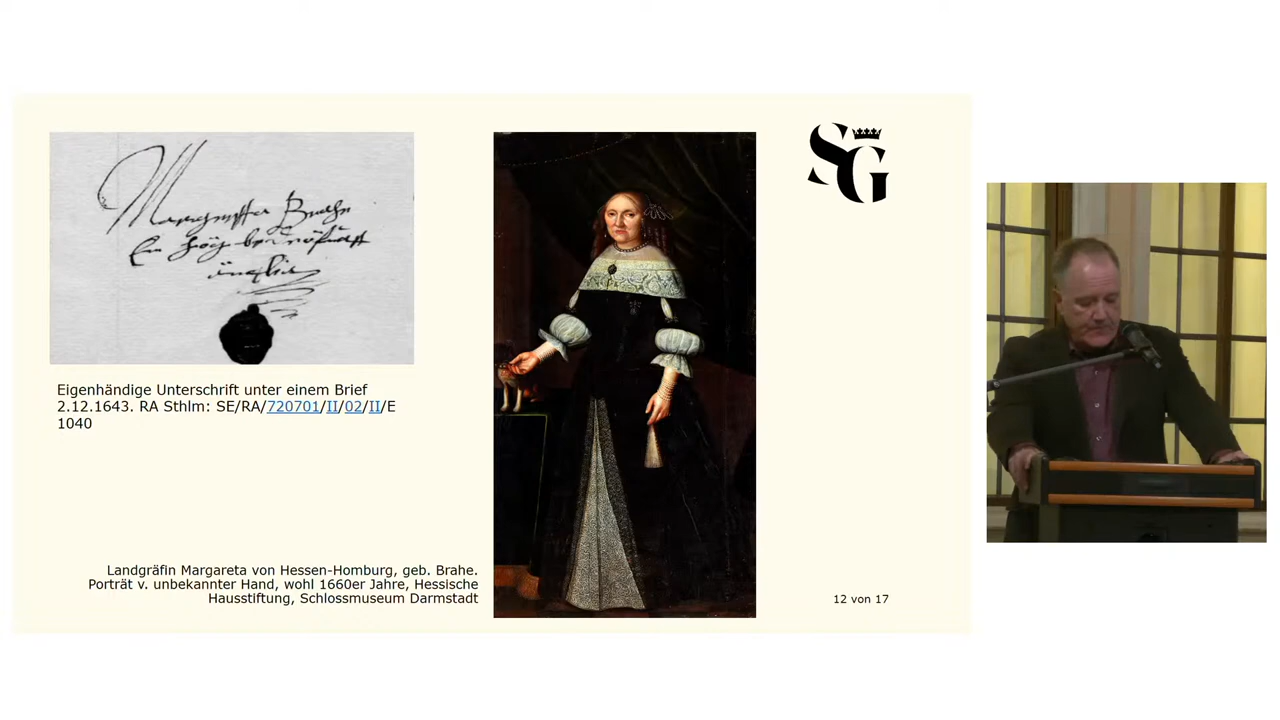 SG
Margretta Brahe
Eigenhändige Unterschrift unter einem Brief
2.12.1643. RA Sthlm: SE/RA/720701/II/02/II/E
1040
Landgräfin Margareta von Hessen-Homburg, geb. Brahe.
Porträt v. unbekannter Hand, wohl 1660er Jahre, Hessische
Hausstiftung, Schlossmuseum Darmstadt
12 von 17